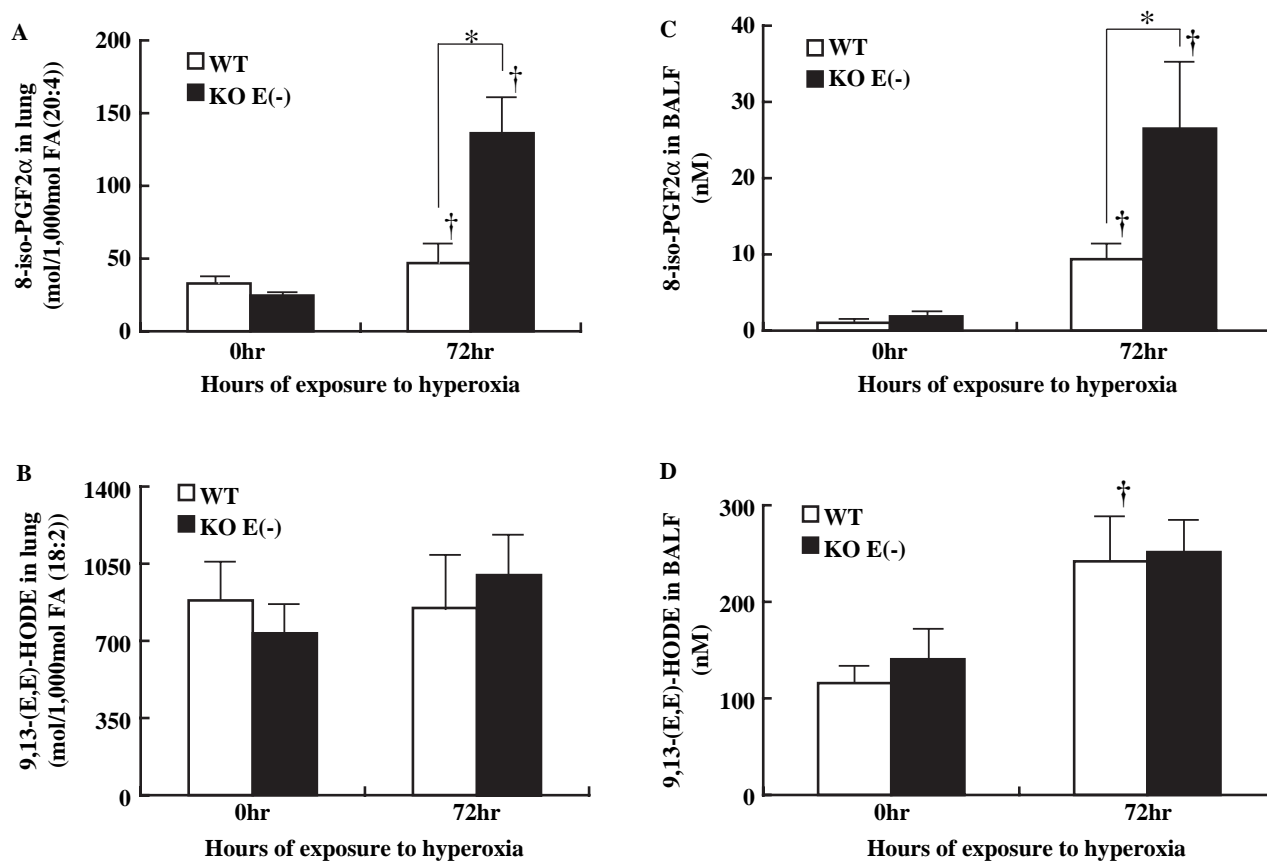 A
8-iso-PGF2α in lung
(mol/1,000mol FA(20:4))
200
150
100
50
0
WT
KO E(-)
*
†
†
0hr
72hr
Hours of exposure to hyperoxia
C
8-iso-PGF2α in BALF
(nM)
40
30
20
10
0
WT
KO E(-)
*
†
†
0hr
72hr
Hours of exposure to hyperoxia
B
9,13-(E,E)-HODE in lung
(mol/1,000mol FA (18:2))
1400
1050
700
350
0
WT
KO E(-)
0hr
72hr
Hours of exposure to hyperoxia
D
9,13-(E,E)-HODE in BALF
(nM)
300
200
100
0
WT
KO E(-)
†
0hr
72hr
Hours of exposure to hyperoxia